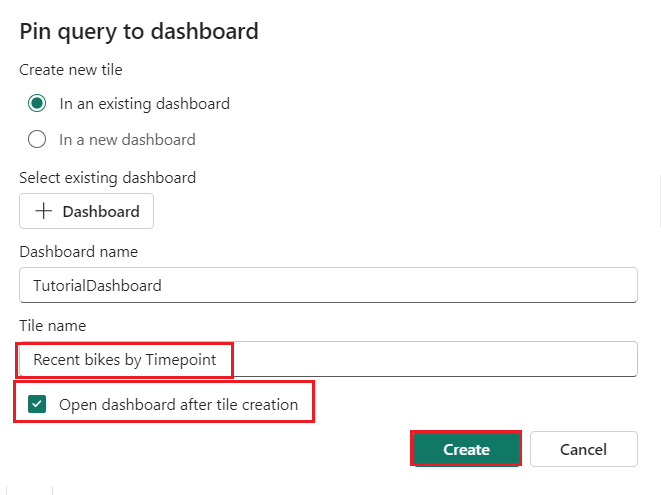 Pin query to dashboard
Create new tile
In an existing dashboard
In a new dashboard
Select existing dashboard
Dashboard
Dashboard name
TutorialDashboard
Tile name
Recent bikes by Timepoint
Open dashboard after tile creation
Create Cancel